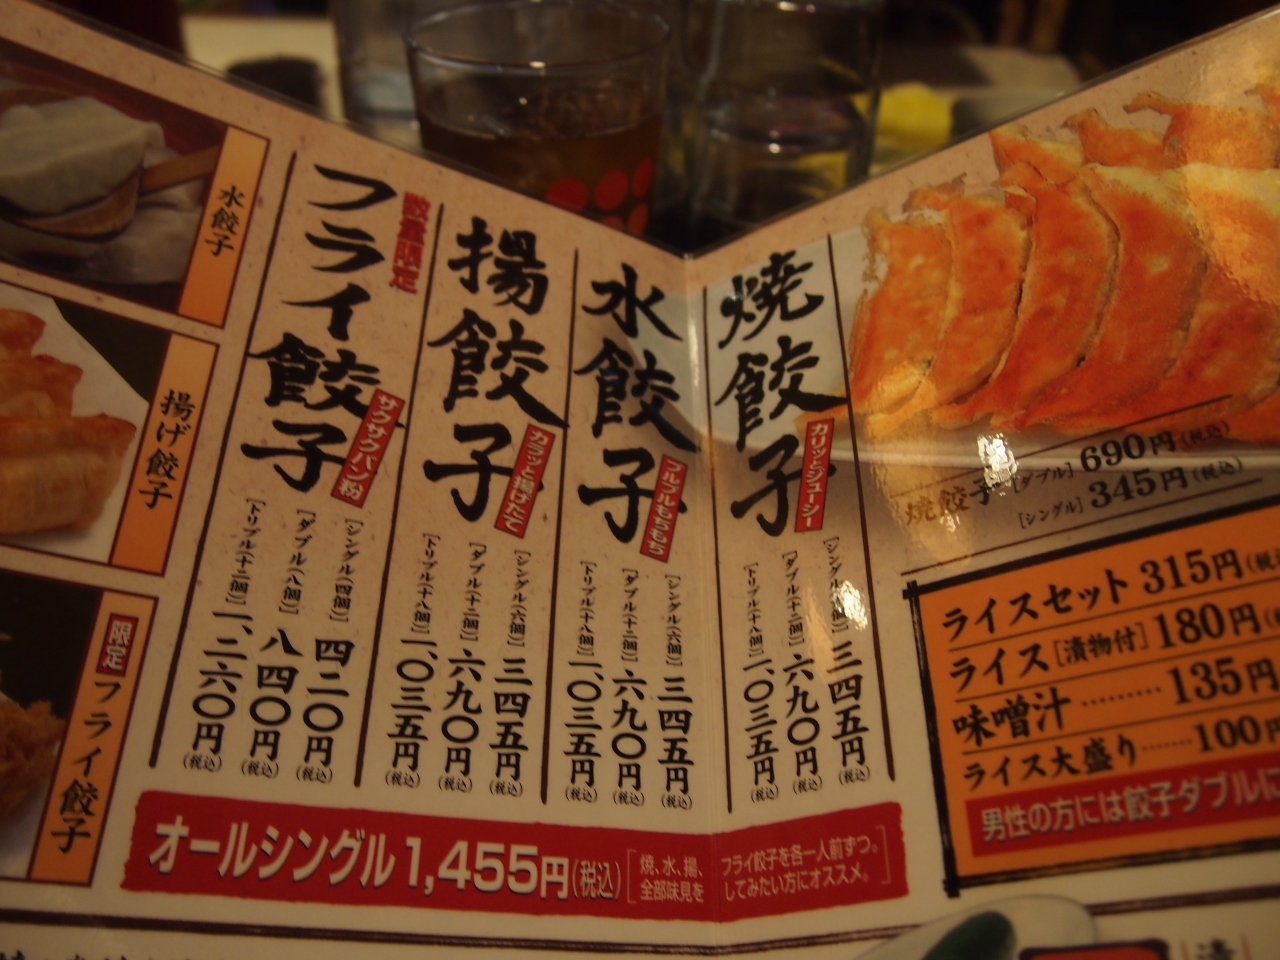 水餃子
揚げ餃子
限定
フライ餃子
数量限定
フライ餃子
サクサクパン粉
[シングル(四個)] 四二〇円(税込)
[ダブル(八個)] 八四〇円(税込)
[トリプル(十二個)] 一、二六〇円(税込)
揚餃子
カラッと揚げたて
[シングル(六個)] 三四五円(税込)
[ダブル(十二個)] 六九〇円(税込)
[トリプル(十八個)] 一、〇三五円(税込)
水餃子
プルプルもちもち
[シングル(六個)] 三四五円(税込)
[ダブル(十二個)] 六九〇円(税込)
[トリプル(十八個)] 一、〇三五円(税込)
焼餃子
カリッとジューシー
[シングル(六個)] 三四五円(税込)
[ダブル(十二個)] 六九〇円(税込)
[トリプル(十八個)] 一、〇三五円(税込)
オールシングル1,455円(税込)
焼、水、揚、フライ餃子を各一人前ずつ。
全部味見をしてみたい方にオススメ。
焼餃子 [ダブル] 690円(税込)
[シングル] 345円(税込)
ライスセット 315円
ライス[漬物付] 180円
味噌汁 ········· 135円
ライス大盛り ······· 100円
男性の方には餃子ダブルに